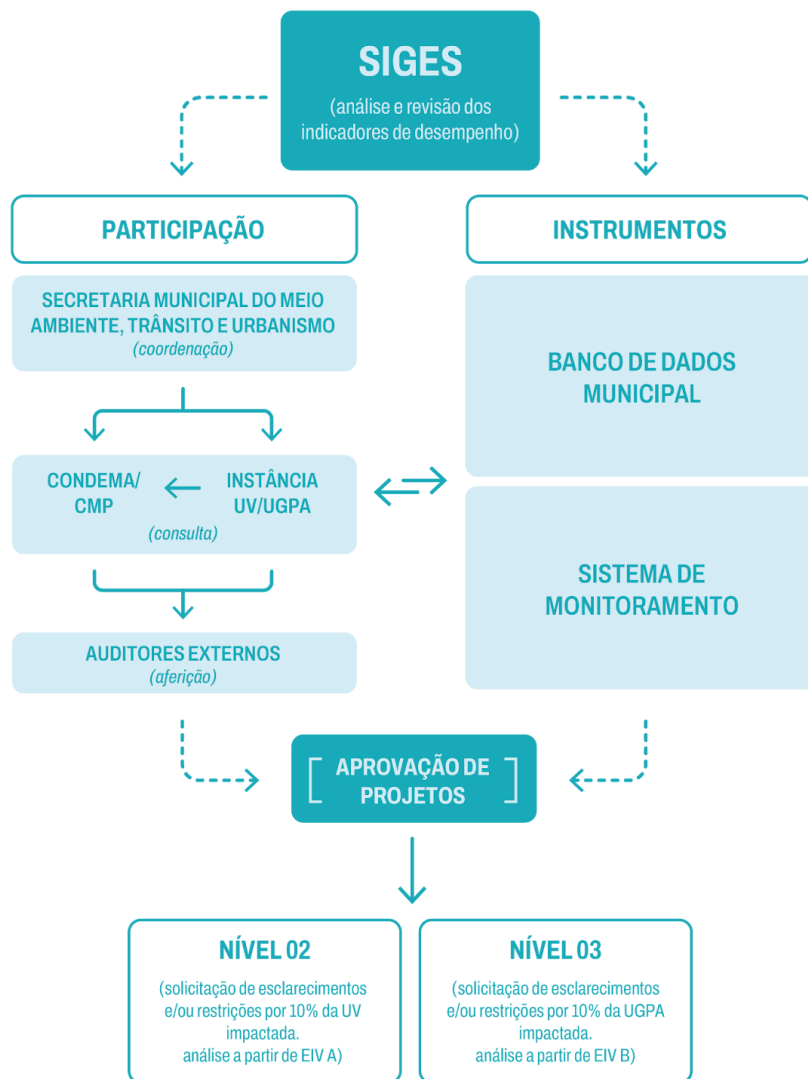 SIGES
(análise e revisão dos
indicadores de desempenho)
PARTICIPAÇÃO
SECRETARIA MUNICIPAL DO MEIO
AMBIENTE, TRÂNSITO E URBANISMO
(coordenação)
CONDEMA/
CMP
INSTÂNCIA
UV/UGPA
(consulta)
AUDITORES EXTERNOS
(aferição)
INSTRUMENTOS
BANCO DE DADOS
MUNICIPAL
SISTEMA DE
MONITORAMENTO
APROVAÇÃO DE
PROJETOS
NÍVEL 02
(solicitação de esclarecimentos
e/ou restrições por 10% da UV
impactada.
análise a partir de EIV A)
NÍVEL 03
(solicitação de esclarecimentos
e/ou restrições por 10% da UGPA
impactada.
análise a partir de EIV B)